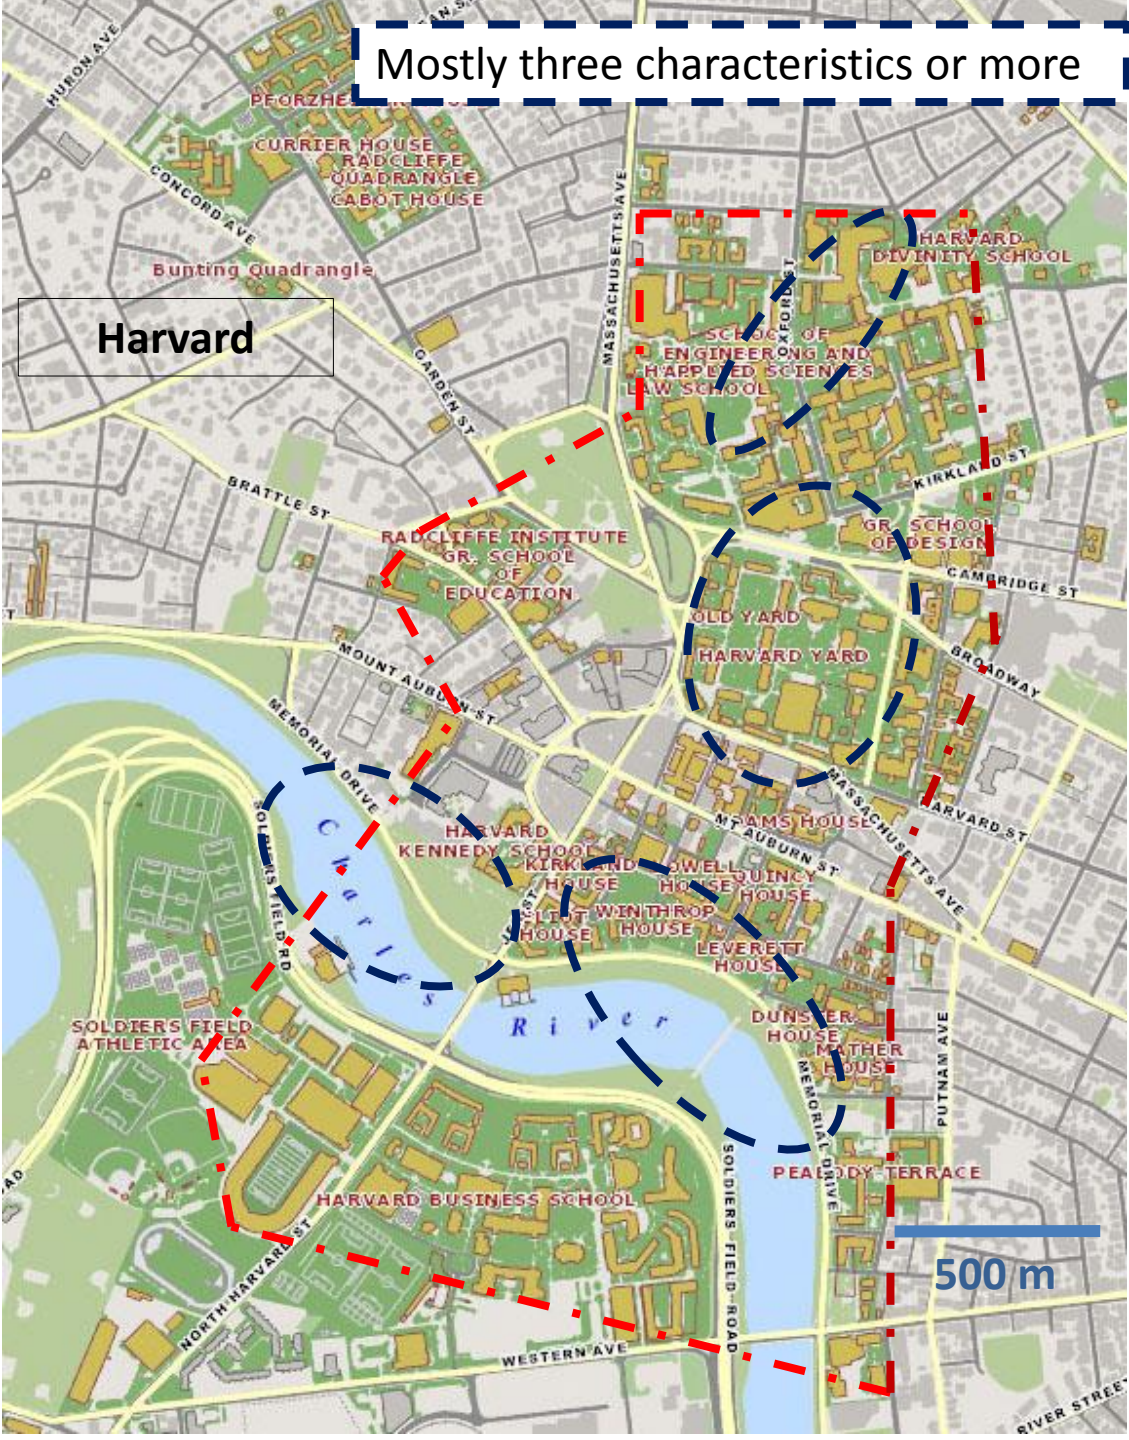 Mostly three characteristics or more
HURON AVE
CURRIER HOUSE
RADCLIFFE
QUADRANGLE
CABOT HOUSE
CONCORD AVE
MASSACHUSETTS AVE
Bunting Quadrangle
Harvard
HARVARD
DIVINITY SCHOOL
OXFORD ST
SCHOOL OF
ENGINEERING AND
APPLIED SCIENCES
LAW SCHOOL
GARDEN ST
KIRKLAND ST
BRATTLE ST
GR. SCHOOL
OF DESIGN
RADCLIFFE INSTITUTE
GR. SCHOOL
OF
EDUCATION
CAMBRIDGE ST
OLD YARD
HARVARD YARD
BROADWAY
MOUNT AUBURN ST
MEMORIAL DRIVE
SOLDIERS FIELD RD
Charles
River
HARVARD
KENNEDY SCHOOL
MASSACHUSETTS AVE
HARVARD ST
ADAMS HOUSE
MT AUBURN ST
KIRKLAND
HOUSE
LOWELL
HOUSE
QUINCY
HOUSE
ELIOT
HOUSE
WINTHROP
HOUSE
LEVERETT
HOUSE
DUNSTER
HOUSE
MATHER
HOUSE
SOLDIER'S FIELD
ATHLETIC AREA
PUTNAM AVE
MEMORIAL DRIVE
PEABODY TERRACE
HARVARD BUSINESS SCHOOL
SOLDIERS FIELD ROAD
500 m
NORTH HARVARD ST
WESTERN AVE
RIVER STREET